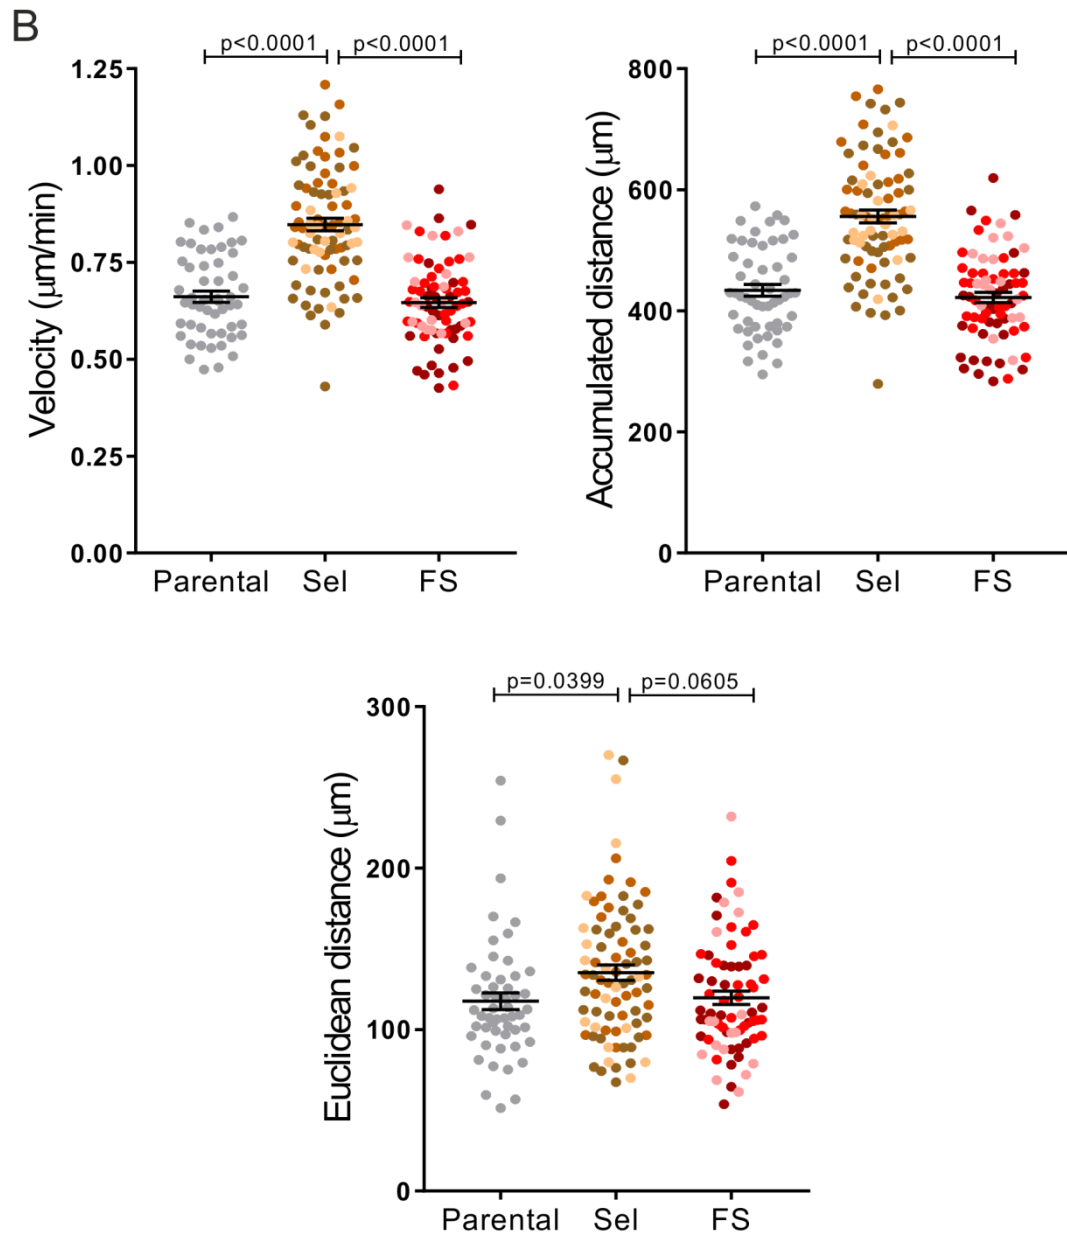 B
p<0.0001 p<0.0001
Velocity (μm/min)
1.25
1.00
0.75
0.50
0.25
0.00
Parental Sel FS
p<0.0001 p<0.0001
Accumulated distance (μm)
800
600
400
200
0
Parental Sel FS
p=0.0399 p=0.0605
Euclidean distance (μm)
300
200
100
0
Parental Sel FS